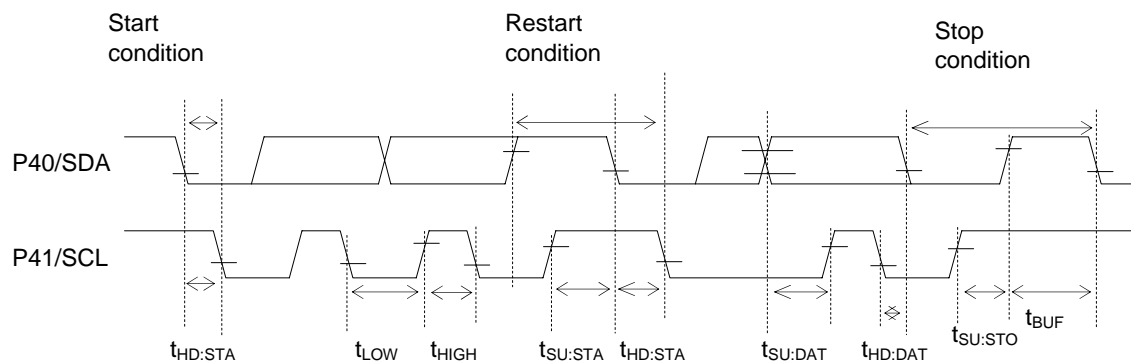 Start
condition
Restart
condition
Stop
condition
P40/SDA
P41/SCL
tHD:STA
tLOW
tHIGH
tSU:STA
tHD:STA
tSU:DAT
tHD:DAT
tSU:STO
tBUF